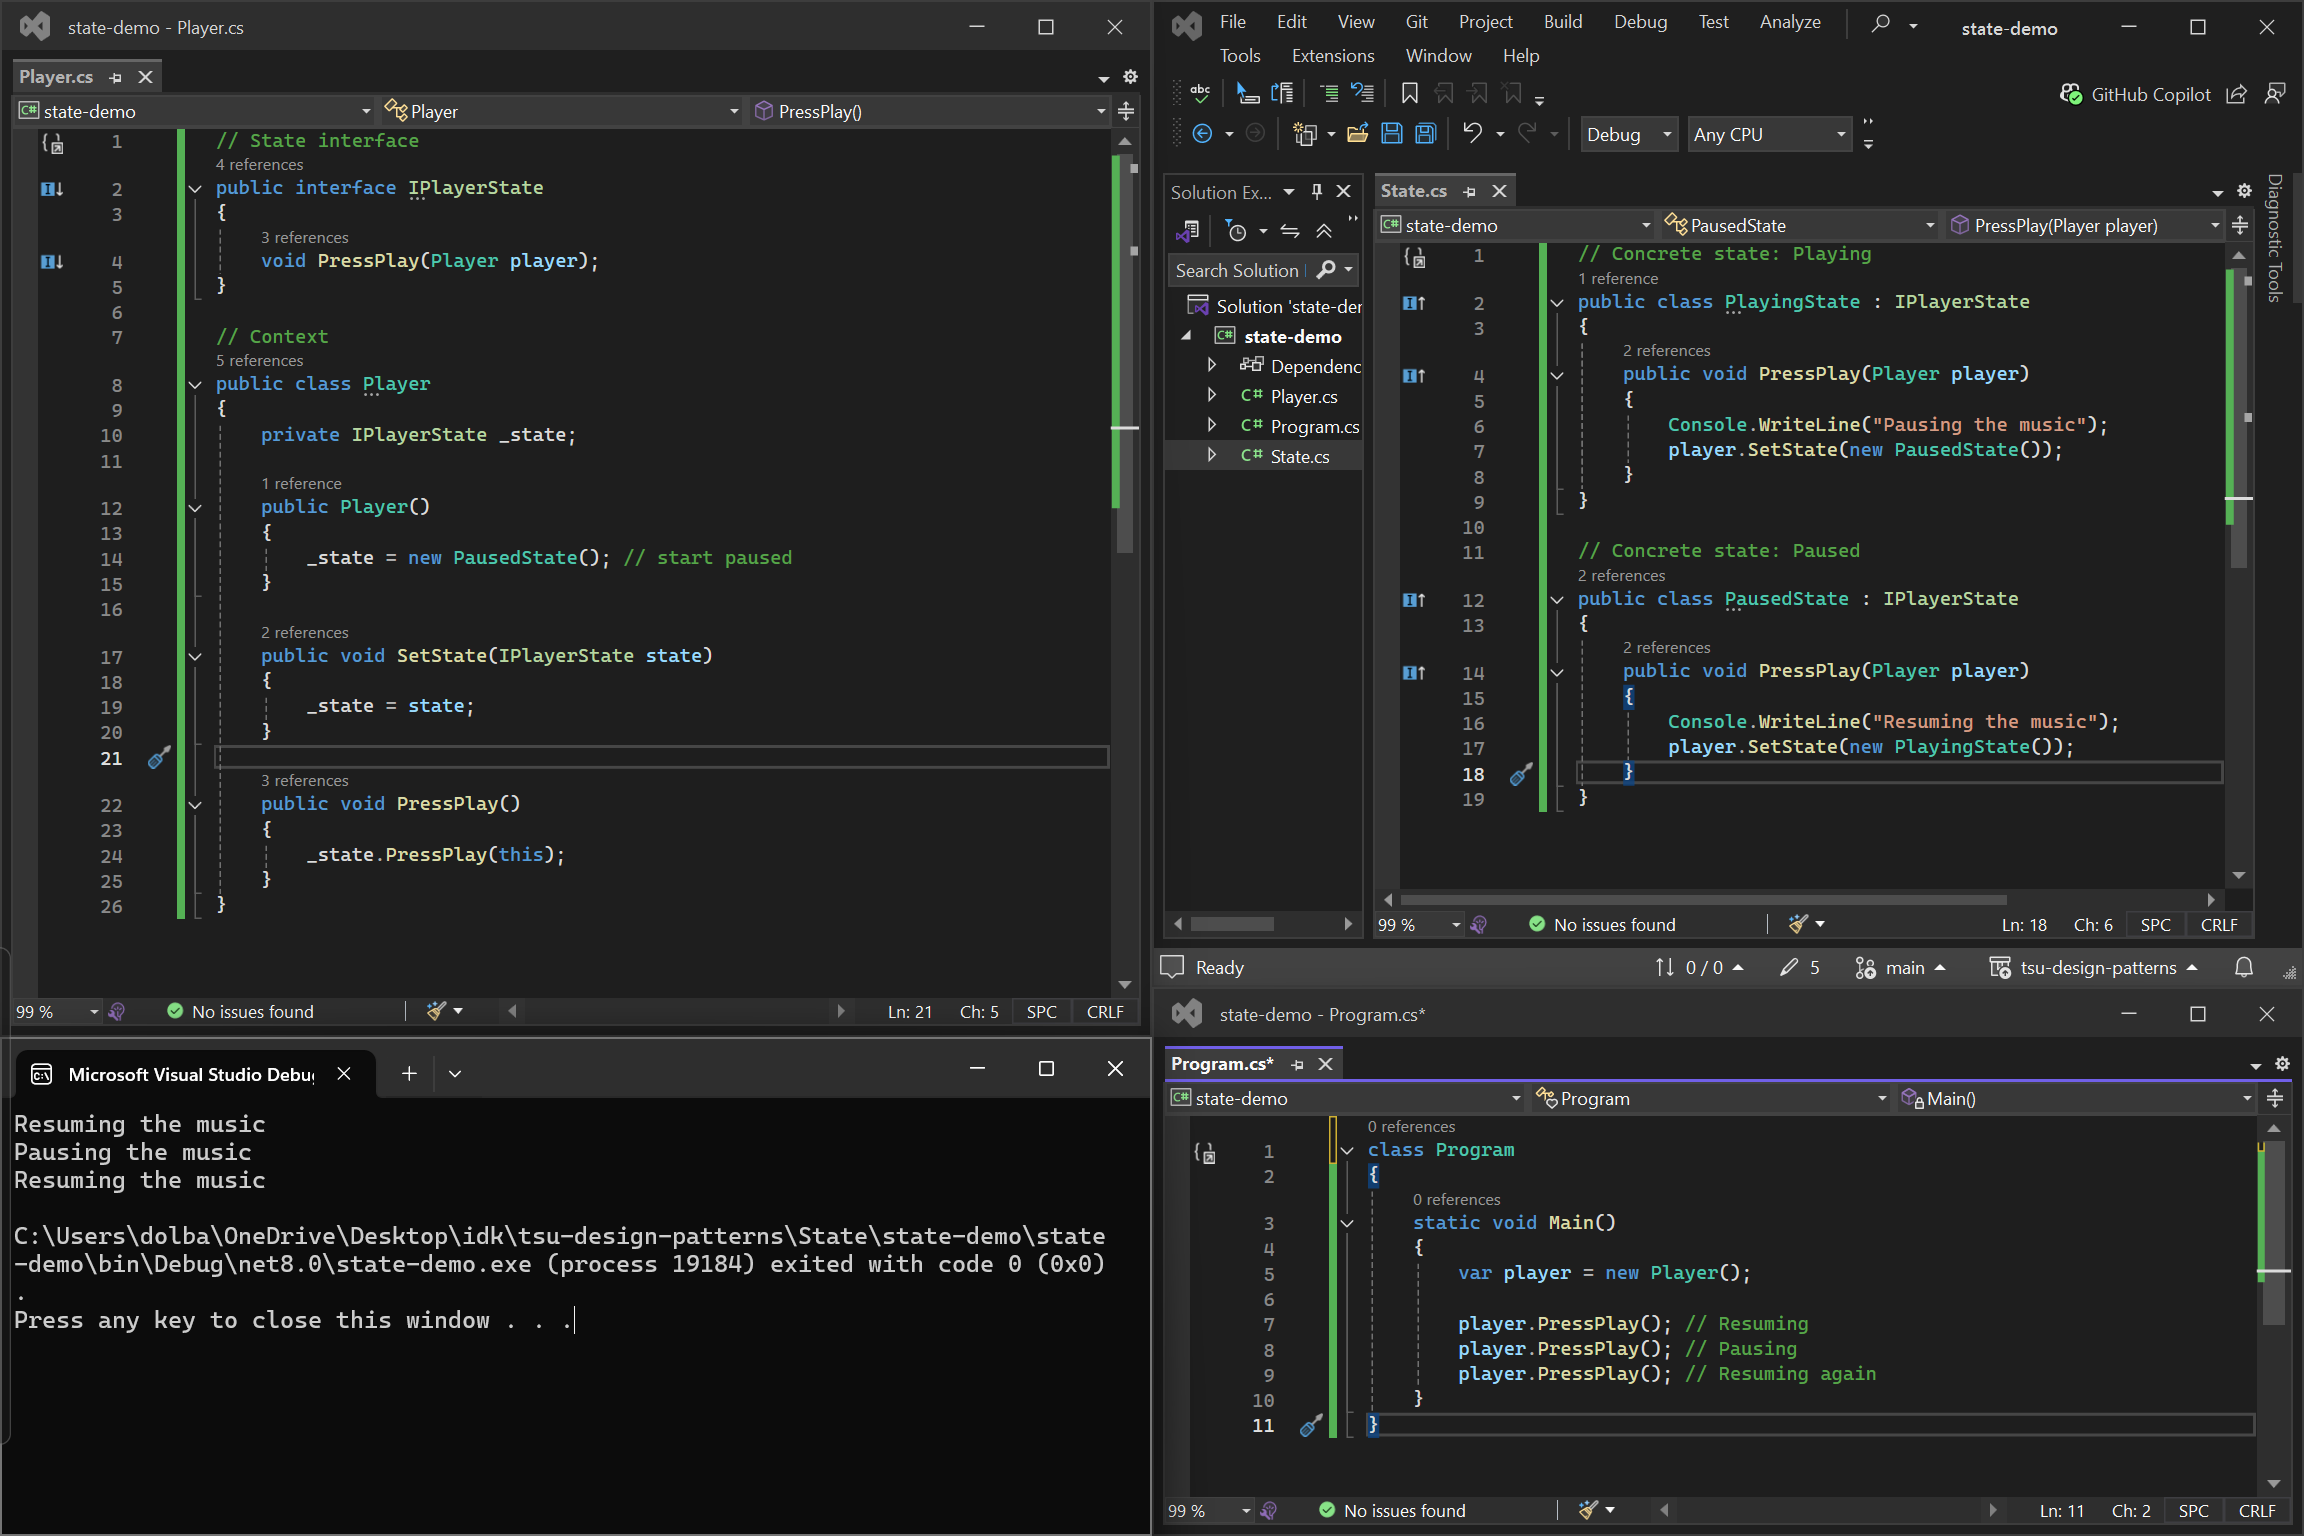 state-demo - Player.cs
Player.cs
state-demo
Player
PressPlay()
1 // State interface
4 references
2 public interface IPlayerState
3 {
3 references
4 void PressPlay(Player player);
5 }
6
7 // Context
5 references
8 public class Player
9 {
10 private IPlayerState _state;
11
1 reference
12 public Player()
13 {
14 _state = new PausedState(); // start paused
15 }
16
2 references
17 public void SetState(IPlayerState state)
18 {
19 _state = state;
20 }
21
3 references
22 public void PressPlay()
23 {
24 _state.PressPlay(this);
25 }
26 }
99 % No issues found Ln: 21 Ch: 5 SPC CRLF
File Edit View Git Project Build Debug Test Analyze state-demo
Tools Extensions Window Help
abc
GitHub Copilot
Debug Any CPU
Solution Ex...
Search Solution
Solution 'state-der
C# state-demo
Dependenc
C# Player.cs
C# Program.cs
C# State.cs
Diagnostic Tools
State.cs
state-demo
PausedState
PressPlay(Player player)
1 // Concrete state: Playing
1 reference
2 public class PlayingState : IPlayerState
3 {
2 references
4 public void PressPlay(Player player)
5 {
6 Console.WriteLine("Pausing the music");
7 player.SetState(new PausedState());
8 }
9 }
10
11 // Concrete state: Paused
2 references
12 public class PausedState : IPlayerState
13 {
2 references
14 public void PressPlay(Player player)
15 {
16 Console.WriteLine("Resuming the music");
17 player.SetState(new PlayingState());
18 }
19 }
99 % No issues found Ln: 18 Ch: 6 SPC CRLF
Ready 0 / 0 5 main tsu-design-patterns
Microsoft Visual Studio Debu
Resuming the music
Pausing the music
Resuming the music
C:\Users\dolba\OneDrive\Desktop\idk\tsu-design-patterns\State\state-demo\state
-demo\bin\Debug\net8.0\state-demo.exe (process 19184) exited with code 0 (0x0)
.
Press any key to close this window . . .
state-demo - Program.cs*
Program.cs*
state-demo
Program
Main()
0 references
1 class Program
2 {
0 references
3 static void Main()
4 {
5 var player = new Player();
6
7 player.PressPlay(); // Resuming
8 player.PressPlay(); // Pausing
9 player.PressPlay(); // Resuming again
10 }
11 }
99 % No issues found Ln: 11 Ch: 2 SPC CRLF